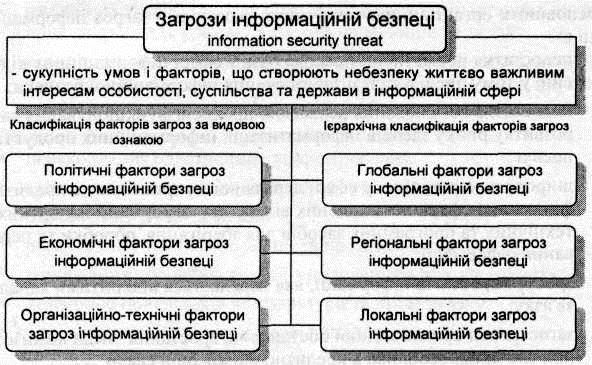 Загрози інформаційній безпеці
information security threat
- сукупність умов і факторів, що створюють небезпеку життєво важливим
інтересам особистості, суспільства та держави в інформаційній сфері
Класифікація факторів загроз за видовою
ознакою
Ієрархічна класифікація факторів загроз
Політичні фактори загроз
інформаційній безпеці
Глобальні фактори загроз
інформаційній безпеці
Економічні фактори загроз
інформаційній безпеці
Регіональні фактори загроз
інформаційній безпеці
Організаційно-технічні фактори
загроз інформаційній безпеці
Локальні фактори загроз
інформаційній безпеці